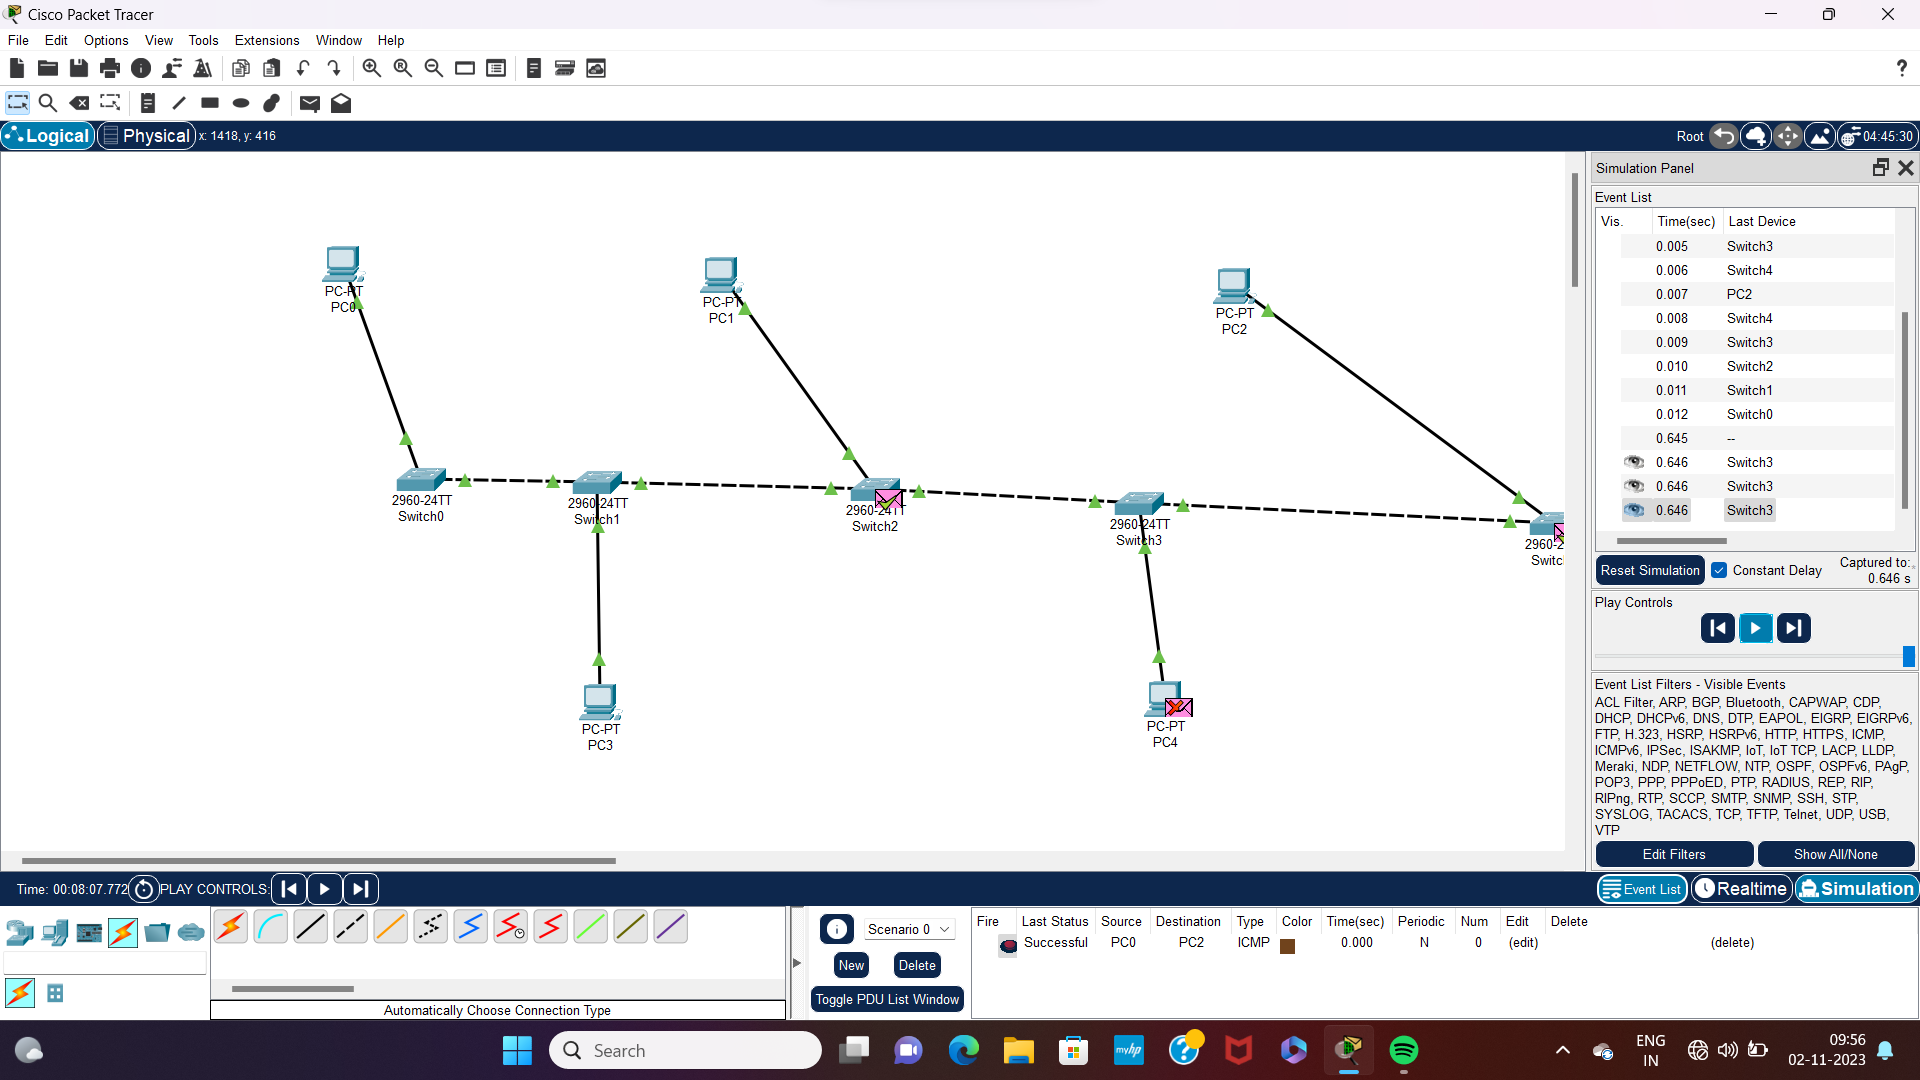 Cisco Packet Tracer
File Edit Options View Tools Extensions Window Help
?
Logical Physical x: 1418, y: 416 Root 04:45:30
Simulation Panel
Event List
Vis. Time(sec) Last Device
0.005 Switch3
0.006 Switch4
0.007 PC2
0.008 Switch4
0.009 Switch3
0.010 Switch2
0.011 Switch1
0.012 Switch0
0.645 --
0.646 Switch3
0.646 Switch3
0.646 Switch3
Reset Simulation Constant Delay Captured to:
0.646 s
Play Controls
Event List Filters - Visible Events
ACL Filter, ARP, BGP, Bluetooth, CAPWAP, CDP,
DHCP, DHCPv6, DNS, DTP, EAPOL, EIGRP, EIGRPv6,
FTP, H.323, HSRP, HSRPv6, HTTP, HTTPS, ICMP,
ICMPv6, IPSec, ISAKMP, IoT, IoT TCP, LACP, LLDP,
Meraki, NDP, NETFLOW, NTP, OSPF, OSPFv6, PAgP,
POP3, PPP, PPPoED, PTP, RADIUS, REP, RIP,
RIPng, RTP, SCCP, SMTP, SNMP, SSH, STP,
SYSLOG, TACACS, TCP, TFTP, Telnet, UDP, USB,
VTP
Edit Filters Show All/None
PC-PT
PC0
PC-PT
PC1
PC-PT
PC2
2960-24TT
Switch0
2960-24TT
Switch1
2960-24TT
Switch2
2960-24TT
Switch3
2960-2
Switc
PC-PT
PC3
PC-PT
PC4
Time: 00:08:07.772 PLAY CONTROLS: Event List Realtime Simulation
Automatically Choose Connection Type
Scenario 0
New Delete
Toggle PDU List Window
Fire Last Status Source Destination Type Color Time(sec) Periodic Num Edit Delete
Successful PC0 PC2 ICMP 0.000 N 0 (edit) (delete)
Search
myhp
ENG
IN
09:56
02-11-2023